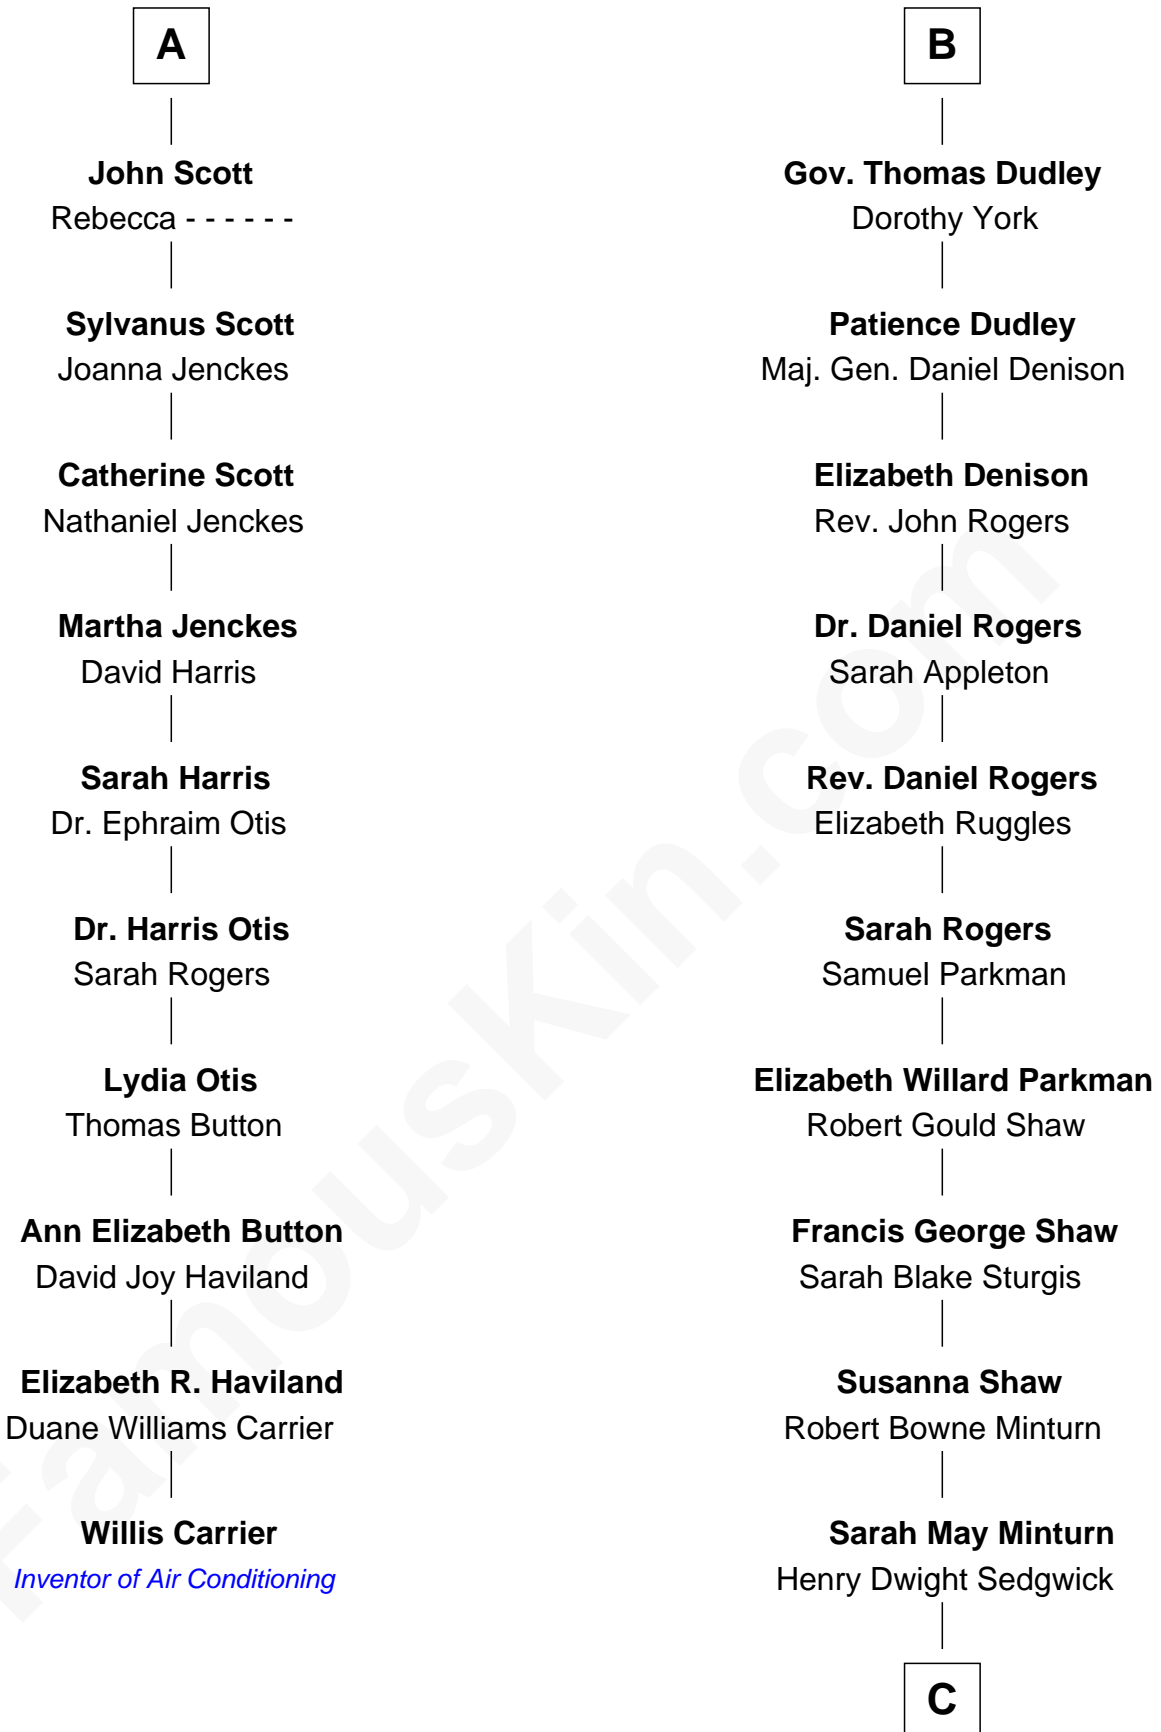 A
John Scott
Rebecca - - - - - -
Sylvanus Scott
Joanna Jenckes
Catherine Scott
Nathaniel Jenckes
Martha Jenckes
David Harris
Sarah Harris
Dr. Ephraim Otis
Dr. Harris Otis
Sarah Rogers
Lydia Otis
Thomas Button
Ann Elizabeth Button
David Joy Haviland
Elizabeth R. Haviland
Duane Williams Carrier
Willis Carrier
Inventor of Air Conditioning
B
Gov. Thomas Dudley
Dorothy York
Patience Dudley
Maj. Gen. Daniel Denison
Elizabeth Denison
Rev. John Rogers
Dr. Daniel Rogers
Sarah Appleton
Rev. Daniel Rogers
Elizabeth Ruggles
Sarah Rogers
Samuel Parkman
Elizabeth Willard Parkman
Robert Gould Shaw
Francis George Shaw
Sarah Blake Sturgis
Susanna Shaw
Robert Bowne Minturn
Sarah May Minturn
Henry Dwight Sedgwick
C
FamousKin.com